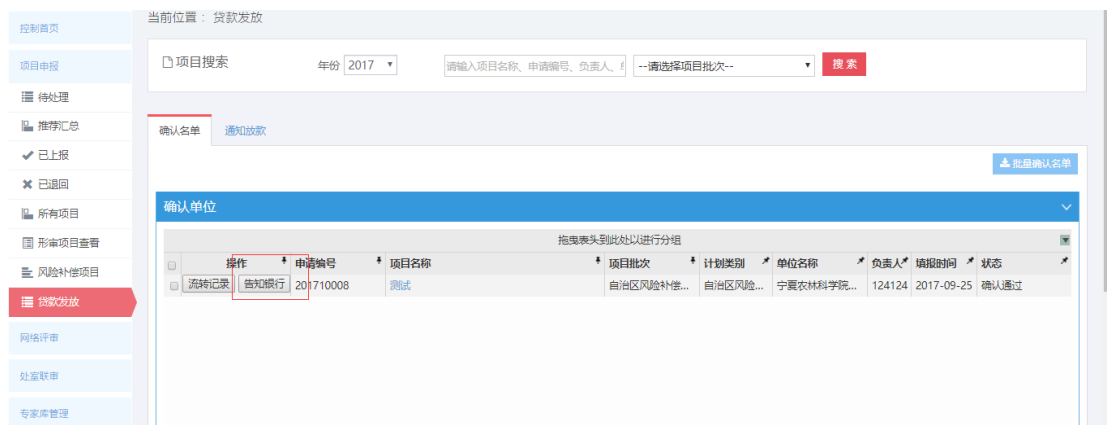 当前位置：贷款发放
控制首页
项目申报
待处理
推荐汇总
已上报
已退回
所有项目
形审项目查看
风险补偿项目
贷款发放
网络评审
处室联审
专家库管理
项目搜索 年份 2017 请输入项目名称、申请编号、负责人、 --请选择项目批次-- 搜索
确认名单 通知放款
批量确认名单
确认单位
拖曳表头到此处以进行分组
操作 申请编号 项目名称 项目批次 计划类别 单位名称 负责人 填报时间 状态
流转记录 告知银行 201710008 测试 自治区风险补偿... 自治区风险... 宁夏农林科学院... 124124 2017-09-25 确认通过